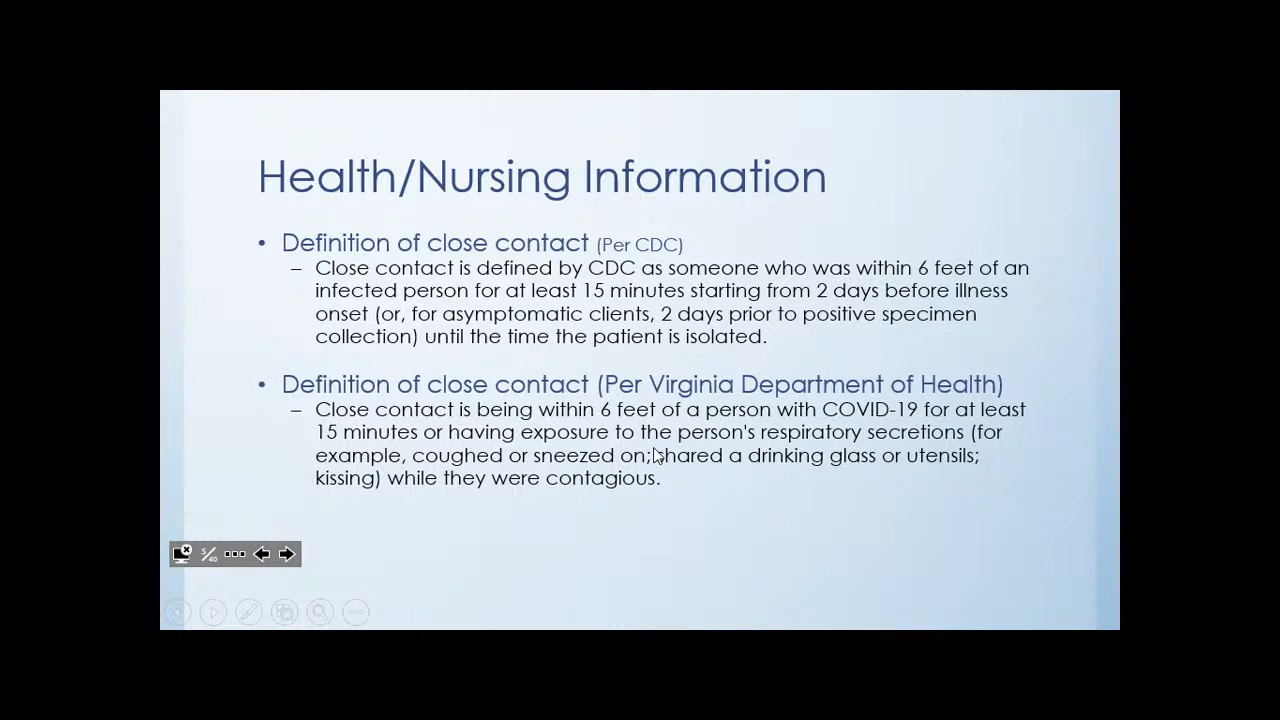 Health/Nursing Information
• Definition of close contact (Per CDC)
– Close contact is defined by CDC as someone who was within 6 feet of an
infected person for at least 15 minutes starting from 2 days before illness
onset (or, for asymptomatic clients, 2 days prior to positive specimen
collection) until the time the patient is isolated.
• Definition of close contact (Per Virginia Department of Health)
– Close contact is being within 6 feet of a person with COVID-19 for at least
15 minutes or having exposure to the person's respiratory secretions (for
example, coughed or sneezed on; shared a drinking glass or utensils;
kissing) while they were contagious.
5/40